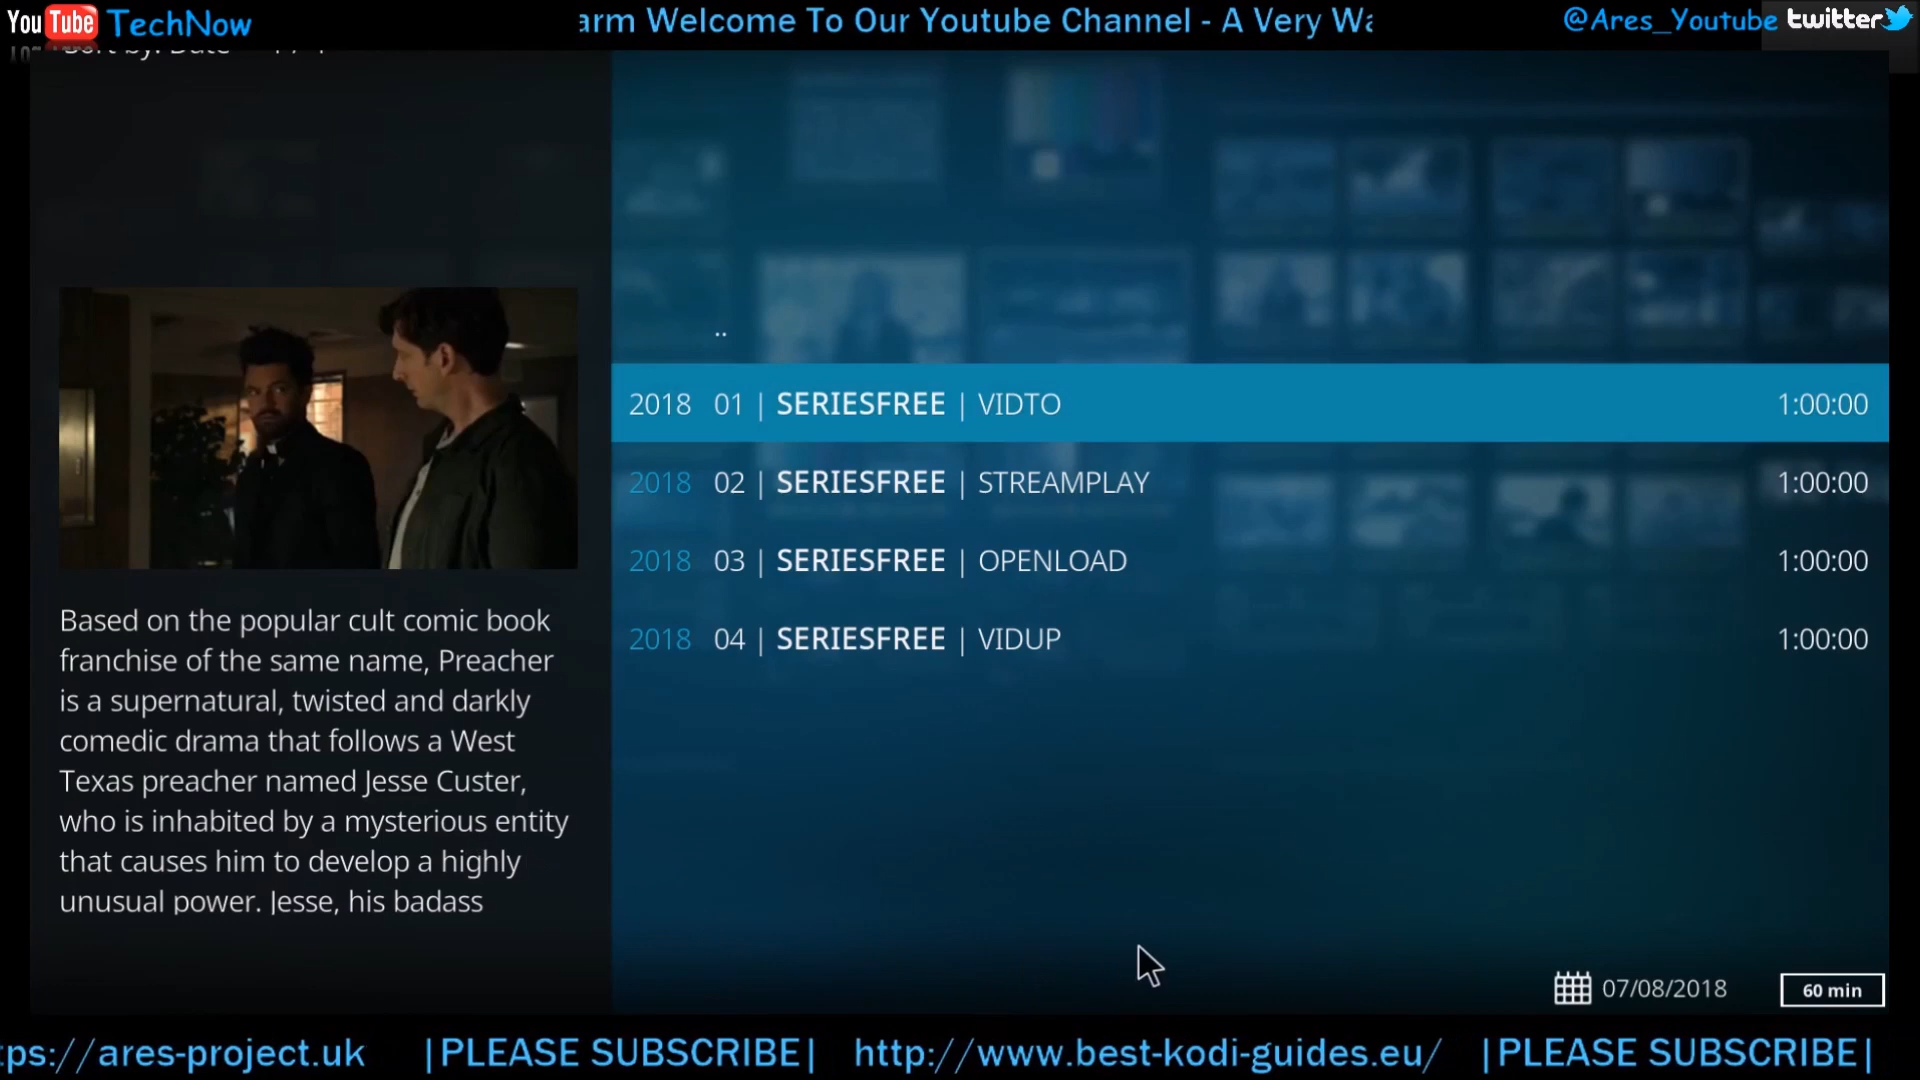 YouTube TechNow
arm Welcome To Our Youtube Channel - A Very Wa
@Ares_Youtube twitter
Sort by: Date
..
2018 01 | SERIESFREE | VIDTO 1:00:00
2018 02 | SERIESFREE | STREAMPLAY 1:00:00
2018 03 | SERIESFREE | OPENLOAD 1:00:00
2018 04 | SERIESFREE | VIDUP 1:00:00
Based on the popular cult comic book
franchise of the same name, Preacher
is a supernatural, twisted and darkly
comedic drama that follows a West
Texas preacher named Jesse Custer,
who is inhabited by a mysterious entity
that causes him to develop a highly
unusual power. Jesse, his badass
07/08/2018 60 min
tps://ares-project.uk |PLEASE SUBSCRIBE| http://www.best-kodi-guides.eu/ |PLEASE SUBSCRIBE|